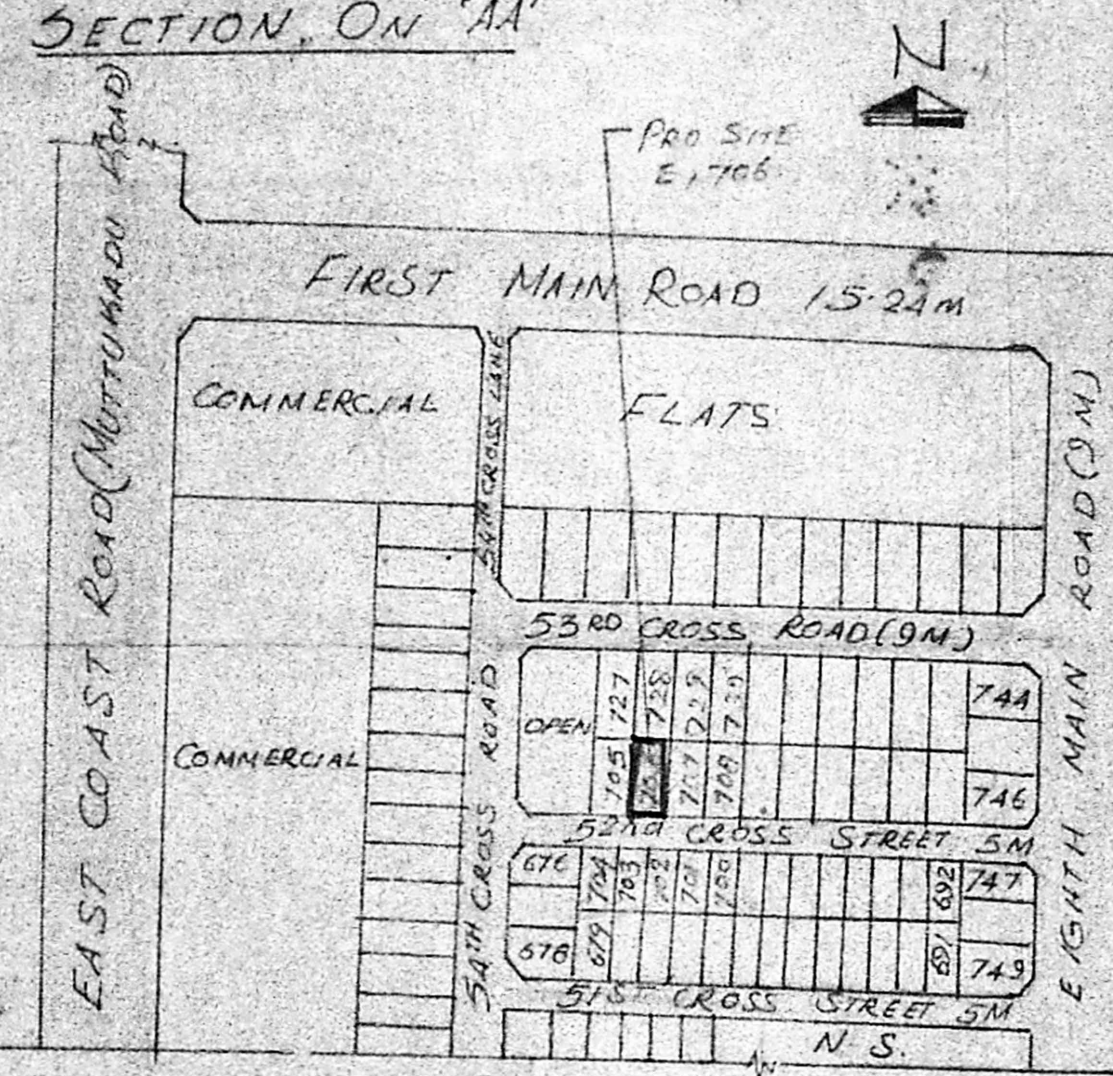 SECTION. ON 'AA'
N
PRO SITE
E, 706
EAST COAST ROAD (MUTTUKADU ROAD)
FIRST MAIN ROAD 15.24M
COMMERCIAL
54TH CROSS LANE
FLATS
EIGHTH MAIN ROAD (9M)
53RD CROSS ROAD (9M)
COMMERCIAL
54TH CROSS ROAD
OPEN
727 728 729 730
744
705 706 707 708
746
52nd CROSS STREET 5M
676 704 703 702 701 700 692 747
678 679 691 749
51ST CROSS STREET 5M
N S.